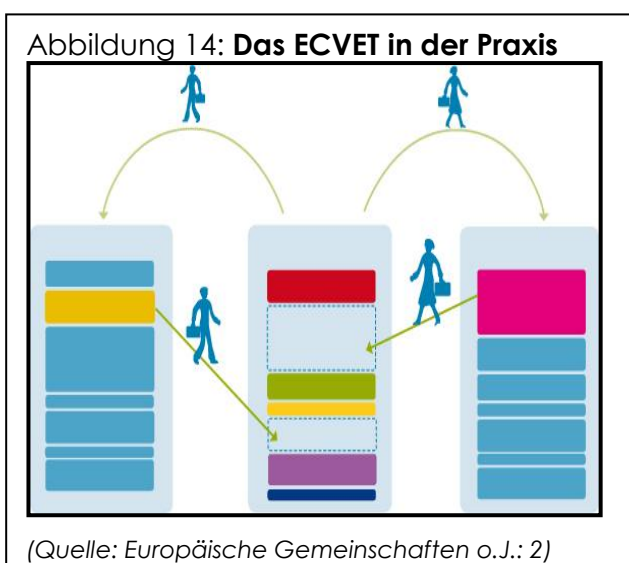 Abbildung 14: Das ECVET in der Praxis
(Quelle: Europäische Gemeinschaften o.J.: 2)